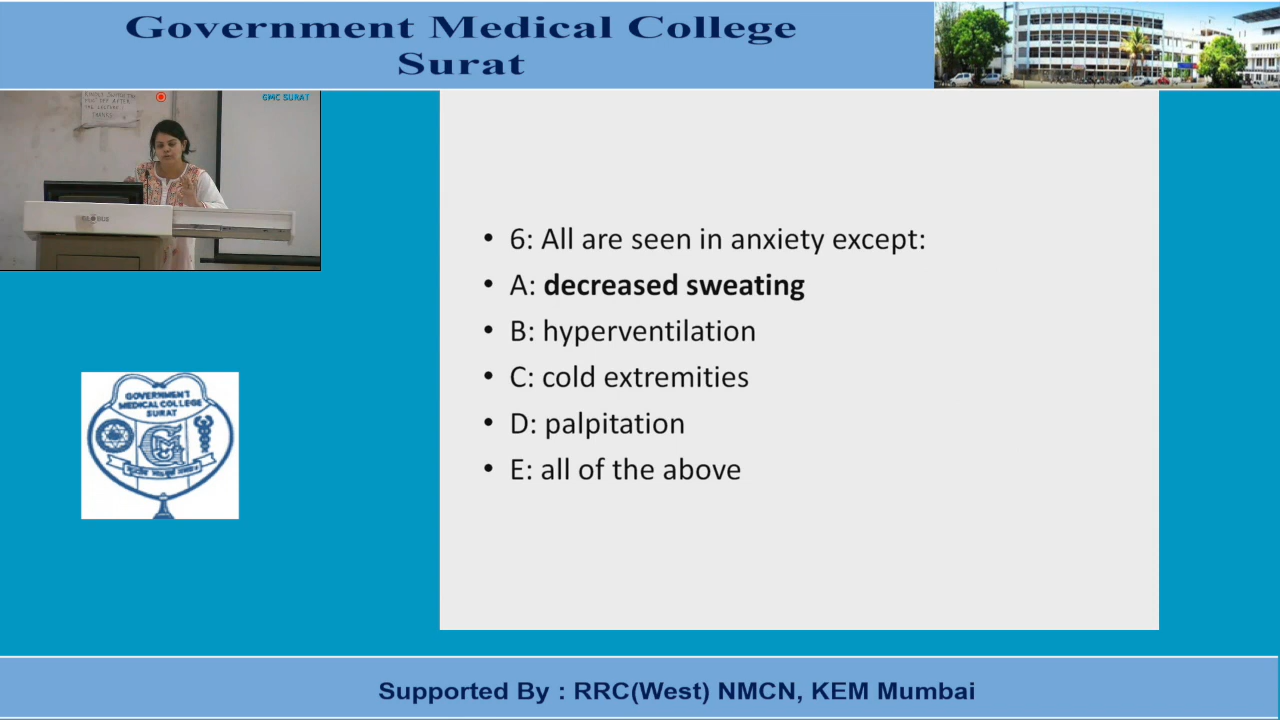 Government Medical College
Surat
GMC SURAT
GLOBUS
• 6: All are seen in anxiety except:
• A: decreased sweating
• B: hyperventilation
• C: cold extremities
• D: palpitation
• E: all of the above
GOVERNMENT
MEDICAL COLLEGE
SURAT
Supported By : RRC(West) NMCN, KEM Mumbai